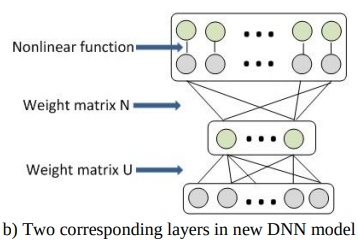 Nonlinear function
Weight matrix N
Weight matrix U
b) Two corresponding layers in new DNN model